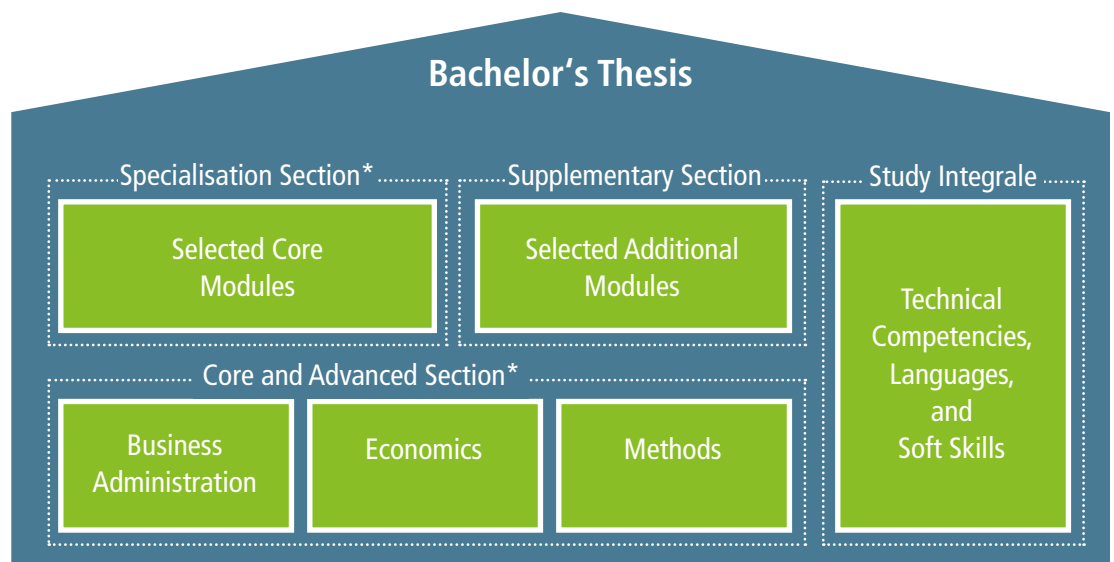 Bachelor‘s Thesis
Specialisation Section*
Selected Core
Modules
Supplementary Section
Selected Additional
Modules
Study Integrale
Technical
Competencies,
Languages,
and
Soft Skills
Core and Advanced Section*
Business
Administration
Economics
Methods